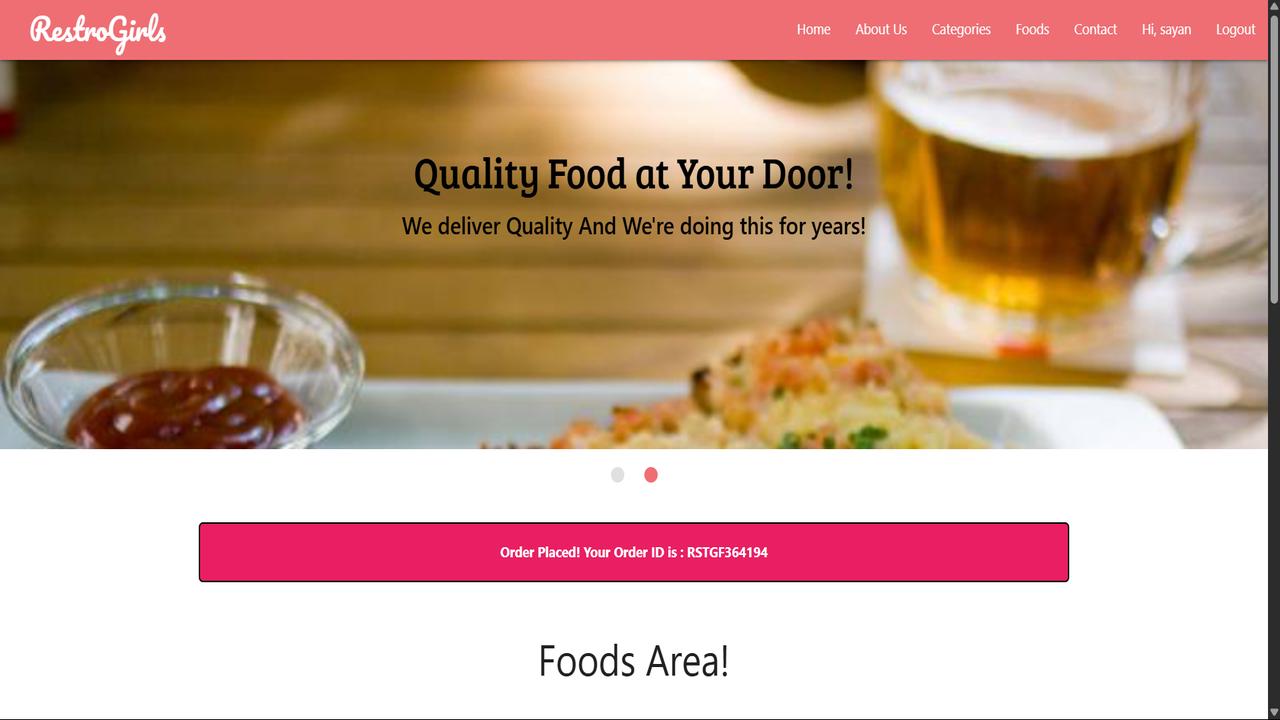 RestroGirls
Home About Us Categories Foods Contact Hi, sayan Logout
Quality Food at Your Door!
We deliver Quality And We're doing this for years!
Order Placed! Your Order ID is : RSTGF364194
Foods Area!